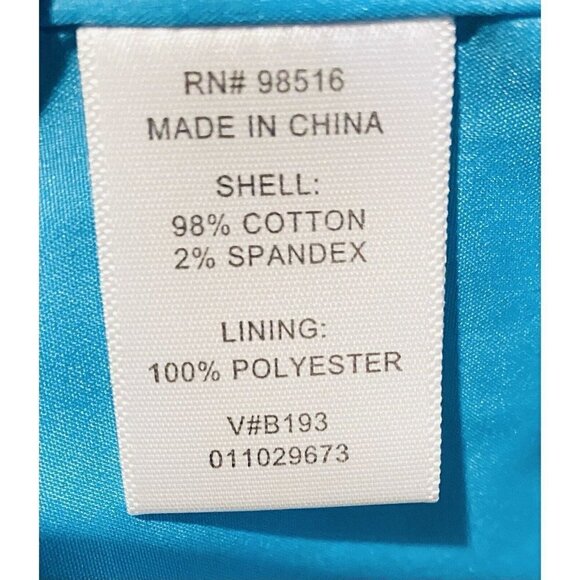 RN# 98516
MADE IN CHINA
SHELL:
98% COTTON
2% SPANDEX
LINING:
100% POLYESTER
V#B193
011029673